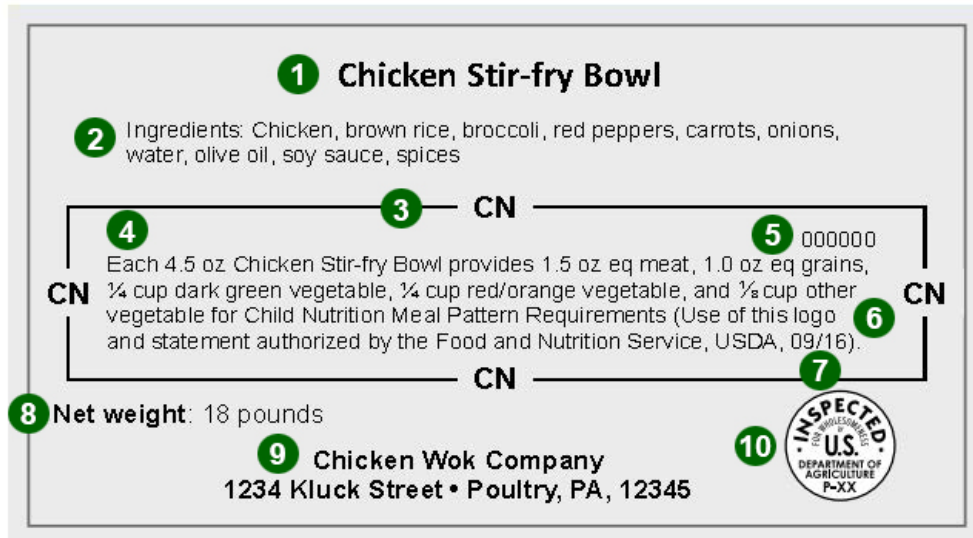 1 Chicken Stir-fry Bowl
2 Ingredients: Chicken, brown rice, broccoli, red peppers, carrots, onions,
water, olive oil, soy sauce, spices
3 CN
4
5 000000
Each 4.5 oz Chicken Stir-fry Bowl provides 1.5 oz eq meat, 1.0 oz eq grains,
CN ¼ cup dark green vegetable, ¼ cup red/orange vegetable, and ⅛ cup other CN
vegetable for Child Nutrition Meal Pattern Requirements (Use of this logo 6
and statement authorized by the Food and Nutrition Service, USDA, 09/16).
CN
7
8 Net weight: 18 pounds
9 Chicken Wok Company
1234 Kluck Street • Poultry, PA, 12345
10
INSPECTED
FOR WHOLESOMENESS
BY
U.S.
DEPARTMENT OF
AGRICULTURE
P-XX